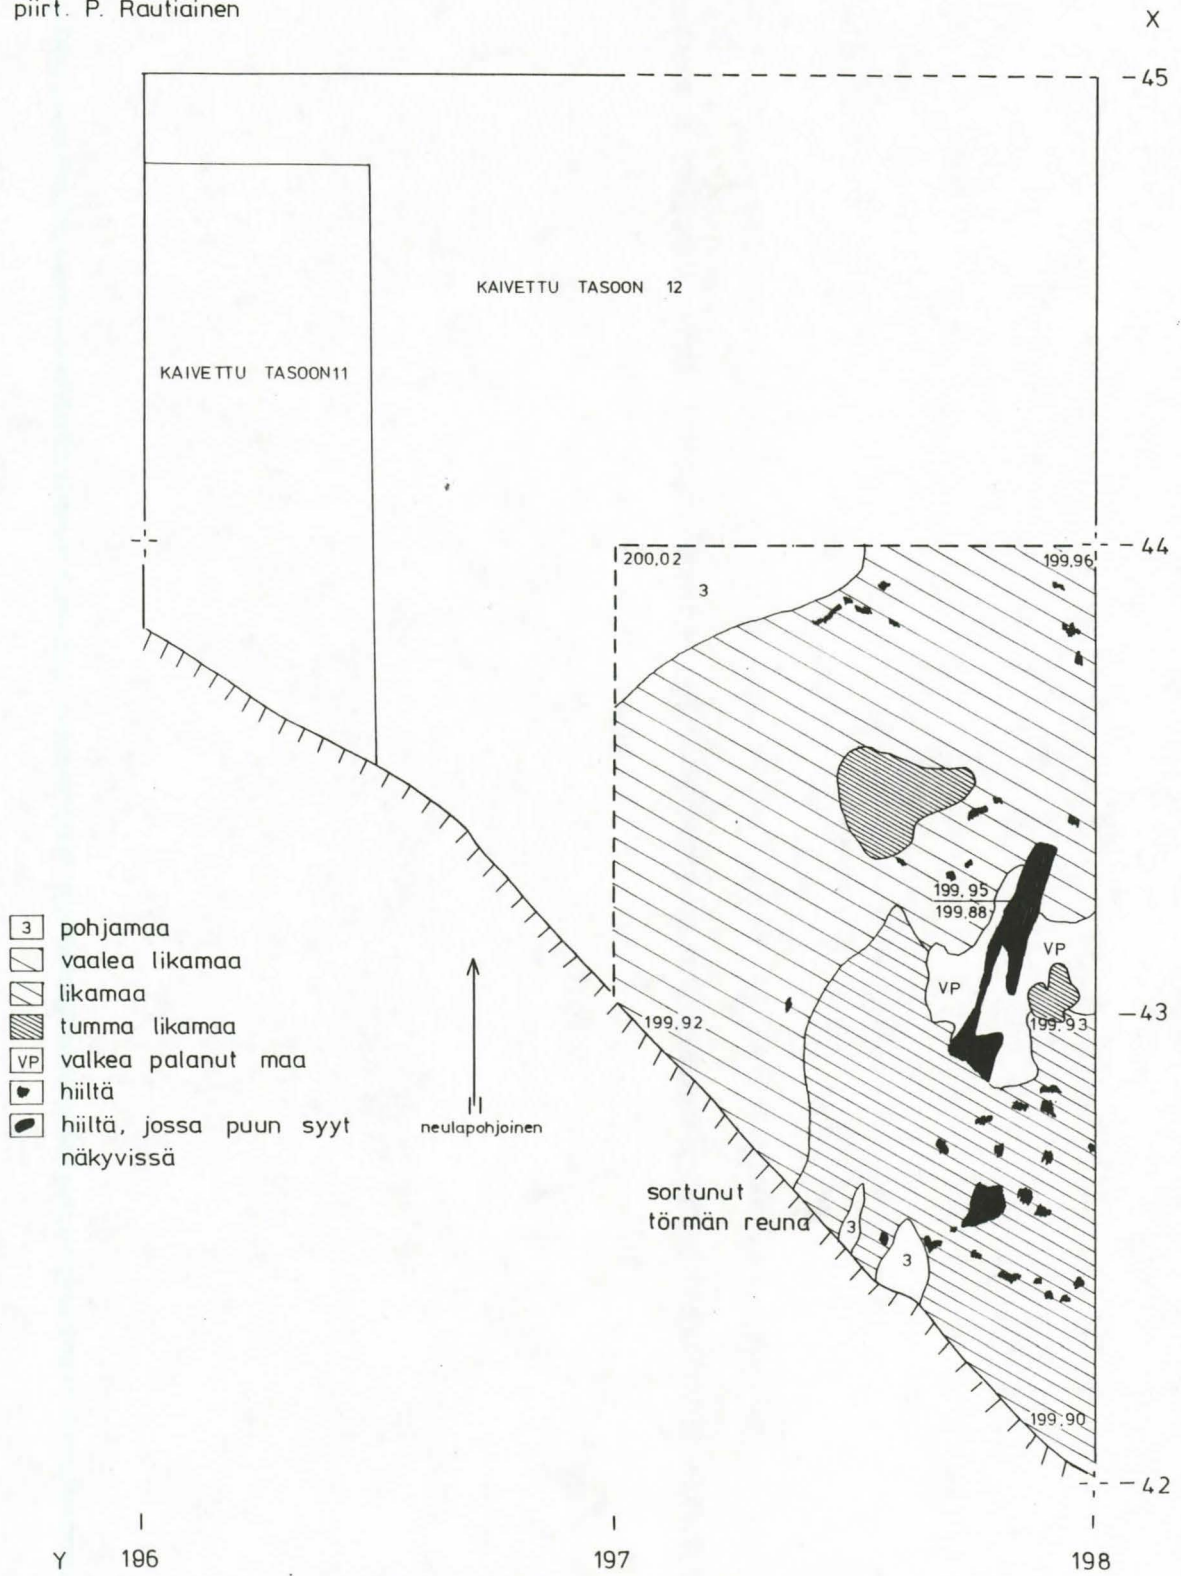 piirt. P. Rautiainen
X
45
KAIVETTU TASOON 12
KAIVETTU TASOON 11
44
200,02
199,96
3
199,95
199,88
VP
VP
43
199,93
199,92
3 pohjamaa
vaalea likamaa
likamaa
tumma likamaa
VP valkea palanut maa
hiiltä
hiiltä, jossa puun syyt
näkyvissä
neulapohjoinen
sortunut
törmän reuna
3
3
199,90
42
Y 196 197 198